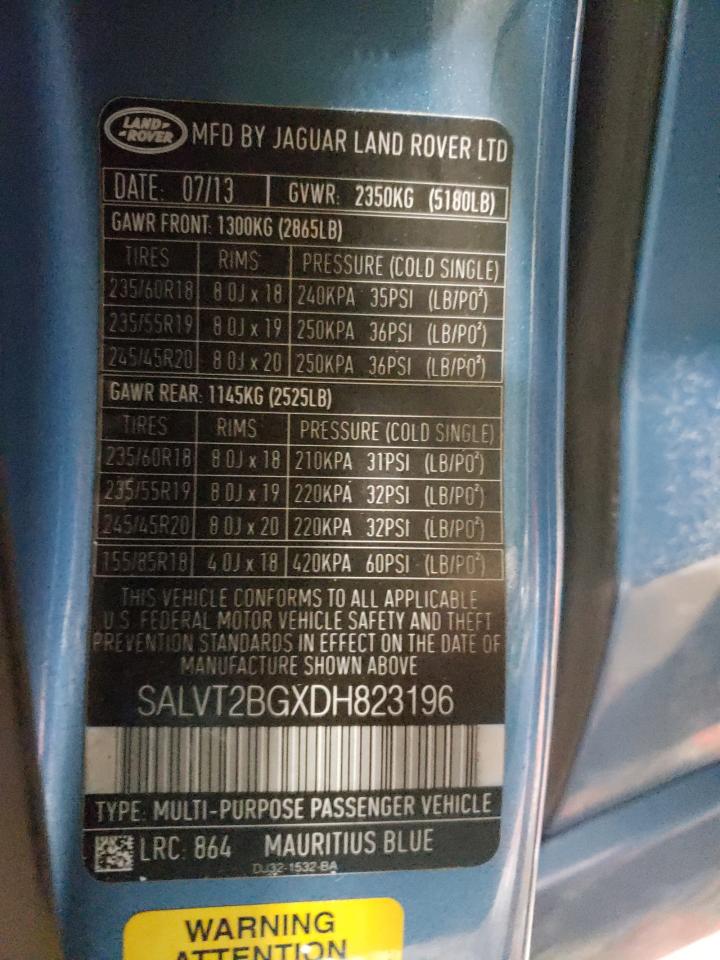 LAND ROVER MFD BY JAGUAR LAND ROVER LTD
DATE: 07/13 GVWR: 2350KG (5180LB)
GAWR FRONT: 1300KG (2865LB)
TIRES RIMS PRESSURE (COLD SINGLE)
235/60R18 8.0J x 18 240KPA 35PSI (LB/PO²)
235/55R19 8.0J x 19 250KPA 36PSI (LB/PO²)
245/45R20 8.0J x 20 250KPA 36PSI (LB/PO²)
GAWR REAR: 1145KG (2525LB)
TIRES RIMS PRESSURE (COLD SINGLE)
235/60R18 8.0J x 18 210KPA 31PSI (LB/PO²)
235/55R19 8.0J x 19 220KPA 32PSI (LB/PO²)
245/45R20 8.0J x 20 220KPA 32PSI (LB/PO²)
155/85R18 4.0J x 18 420KPA 60PSI (LB/PO²)
THIS VEHICLE CONFORMS TO ALL APPLICABLE
U.S. FEDERAL MOTOR VEHICLE SAFETY AND THEFT
PREVENTION STANDARDS IN EFFECT ON THE DATE OF
MANUFACTURE SHOWN ABOVE
SALVT2BGXDH823196
TYPE: MULTI-PURPOSE PASSENGER VEHICLE
LRC: 864 MAURITIUS BLUE
DJ32-1532-BA
WARNING
ATTENTION